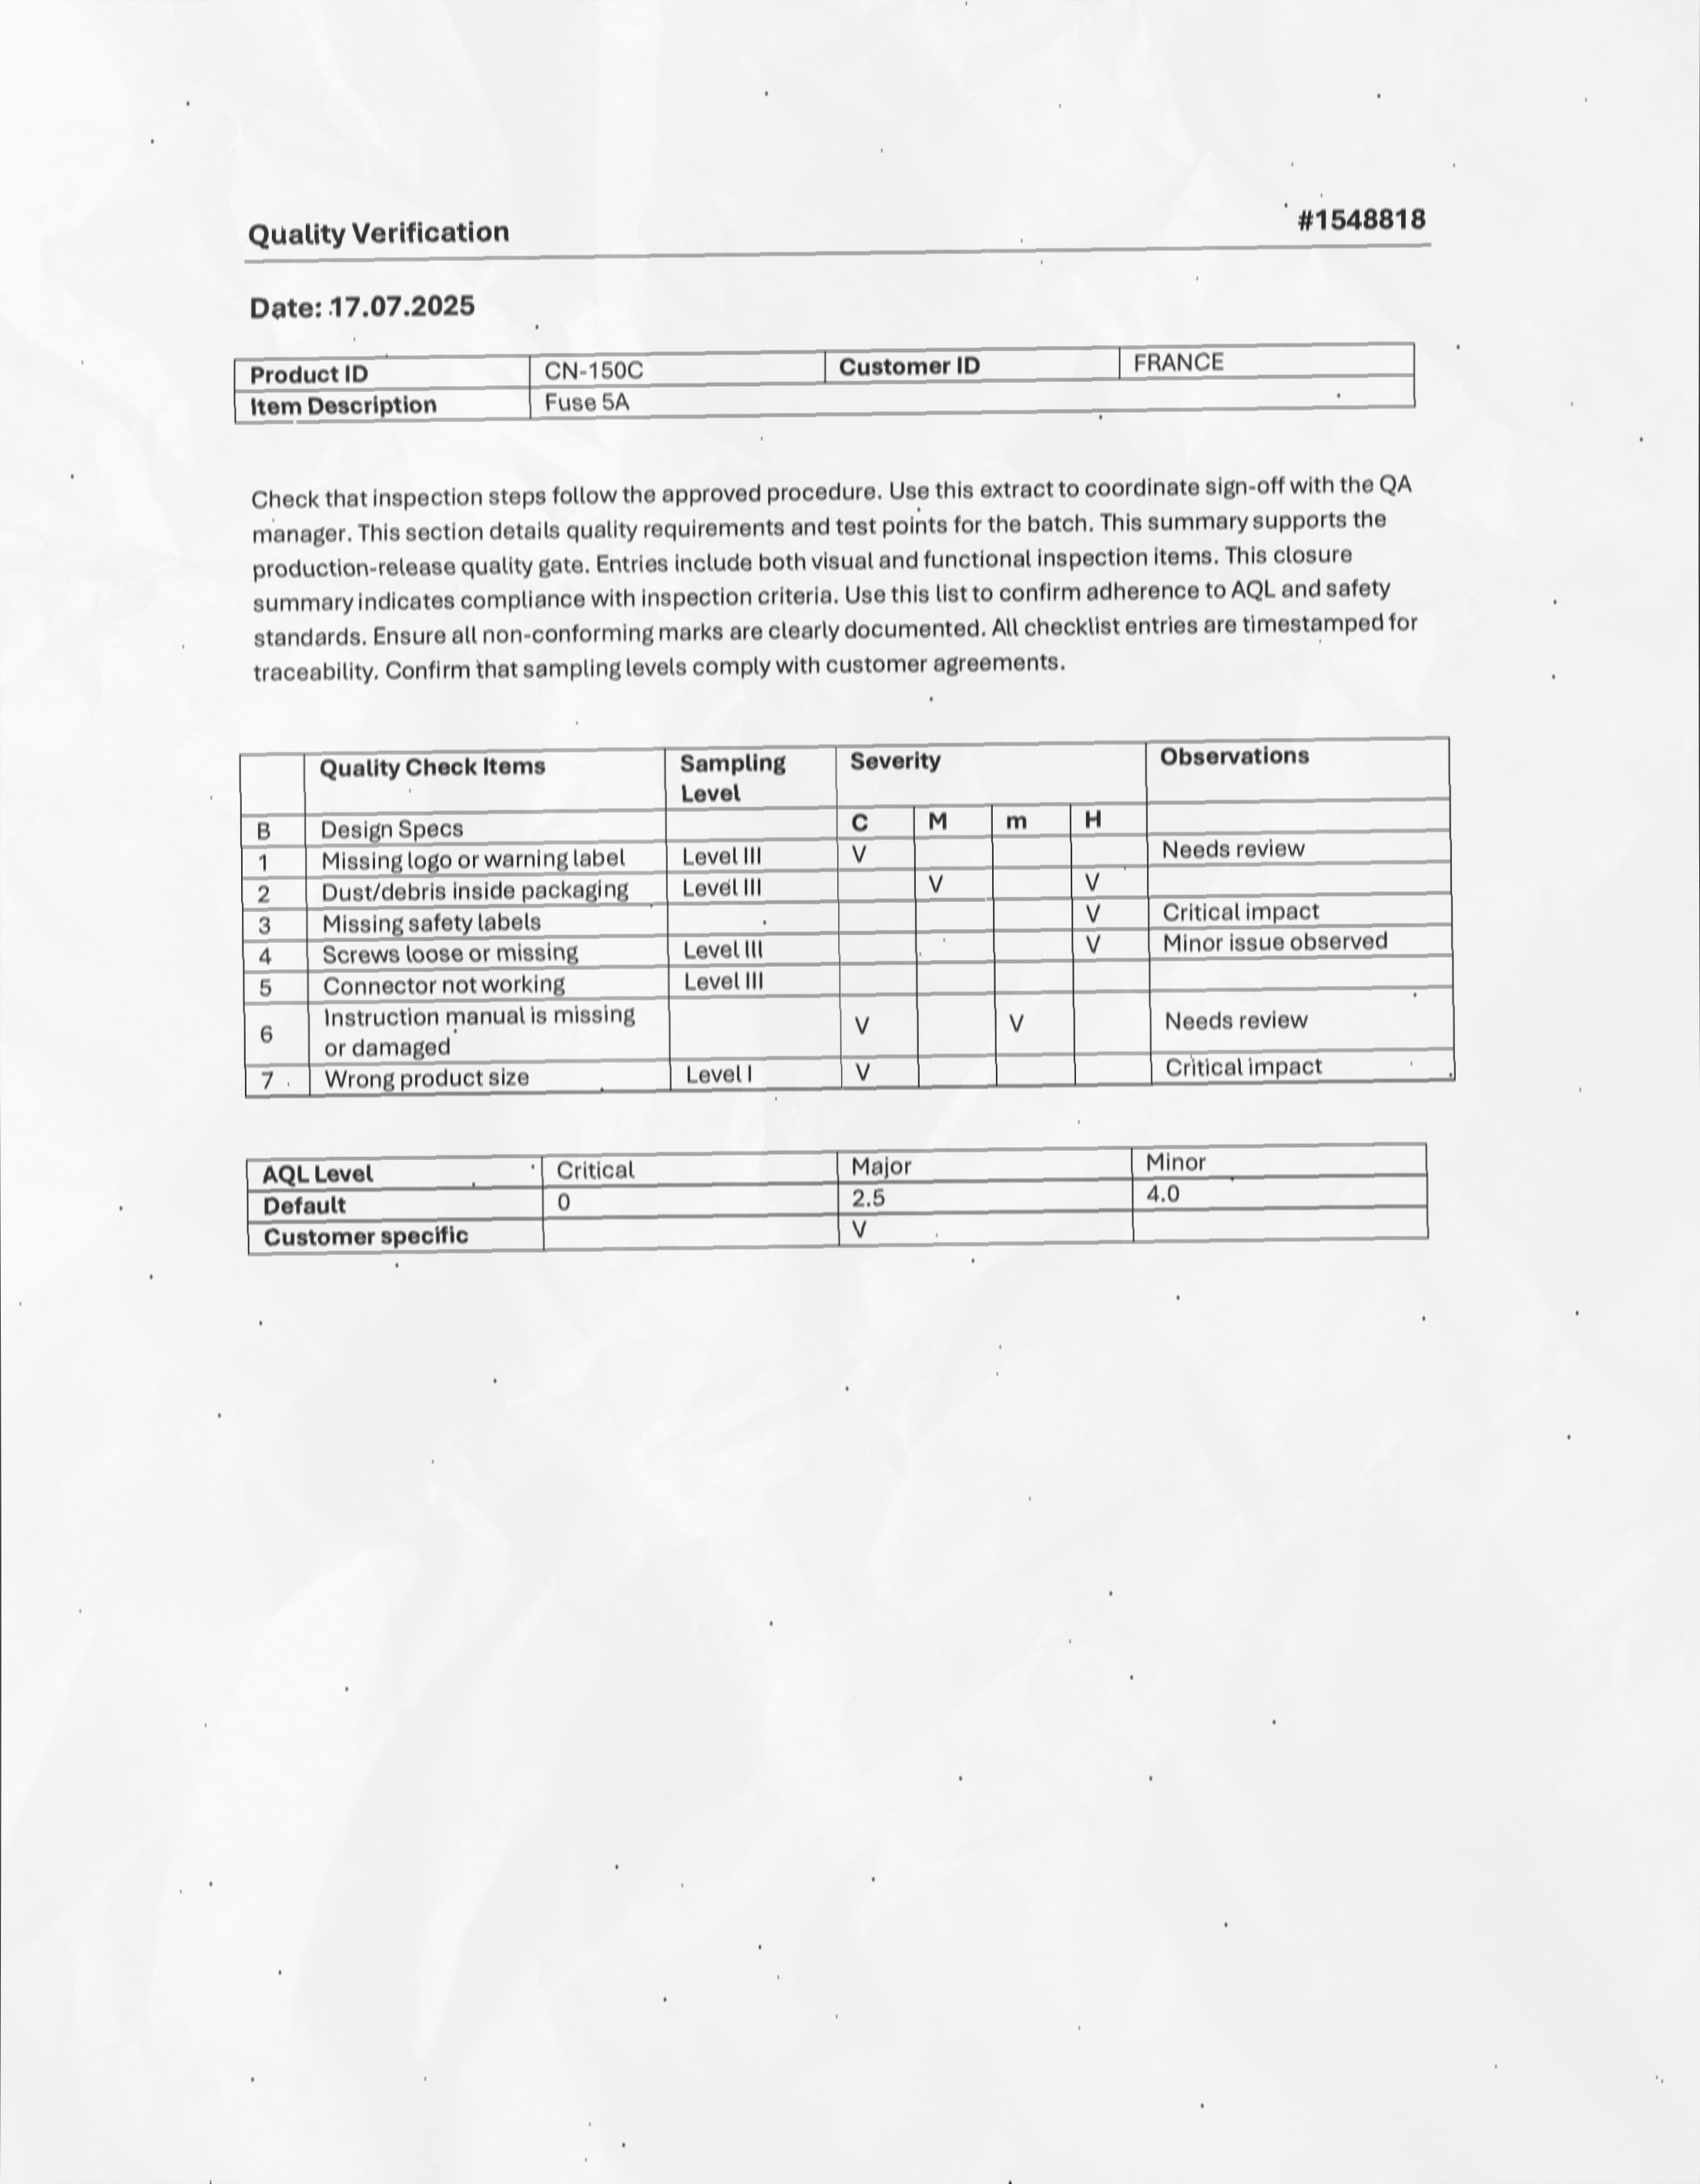 Quality Verification #1548818
Date: 17.07.2025
Product ID CN-150C Customer ID FRANCE
Item Description Fuse 5A
Check that inspection steps follow the approved procedure. Use this extract to coordinate sign-off with the QA
manager. This section details quality requirements and test points for the batch. This summary supports the
production-release quality gate. Entries include both visual and functional inspection items. This closure
summary indicates compliance with inspection criteria. Use this list to confirm adherence to AQL and safety
standards. Ensure all non-conforming marks are clearly documented. All checklist entries are timestamped for
traceability. Confirm that sampling levels comply with customer agreements.
Quality Check Items Sampling Severity Observations
Level
B Design Specs C M m H
1 Missing logo or warning label Level III V Needs review
2 Dust/debris inside packaging Level III V V
3 Missing safety labels V Critical impact
4 Screws loose or missing Level III V Minor issue observed
5 Connector not working Level III
6 Instruction manual is missing V V Needs review
or damaged
7 Wrong product size Level I V Critical impact
AQL Level Critical Major Minor
Default 0 2.5 4.0
Customer specific V